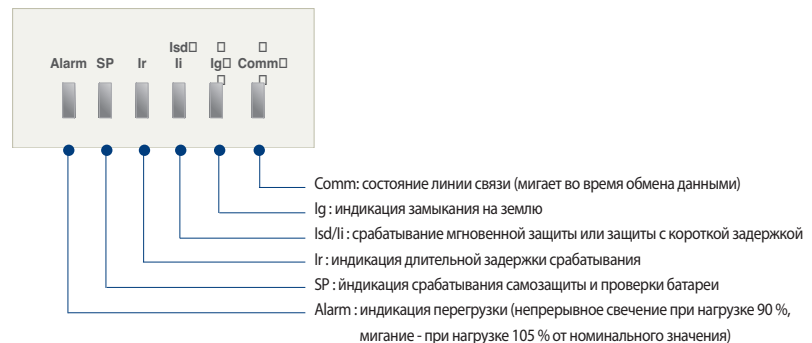 Isd
Alarm SP Ir Ii Ig Comm
Comm: состояние линии связи (мигает во время обмена данными)
Ig : индикация замыкания на землю
Isd/Ii : срабатывание мгновенной защиты или защиты с короткой задержкой
Ir : индикация длительной задержки срабатывания
SP : йндикация срабатывания самозащиты и проверки батареи
Alarm : индикация перегрузки (непрерывное свечение при нагрузке 90 %,
мигание - при нагрузке 105 % от номинального значения)